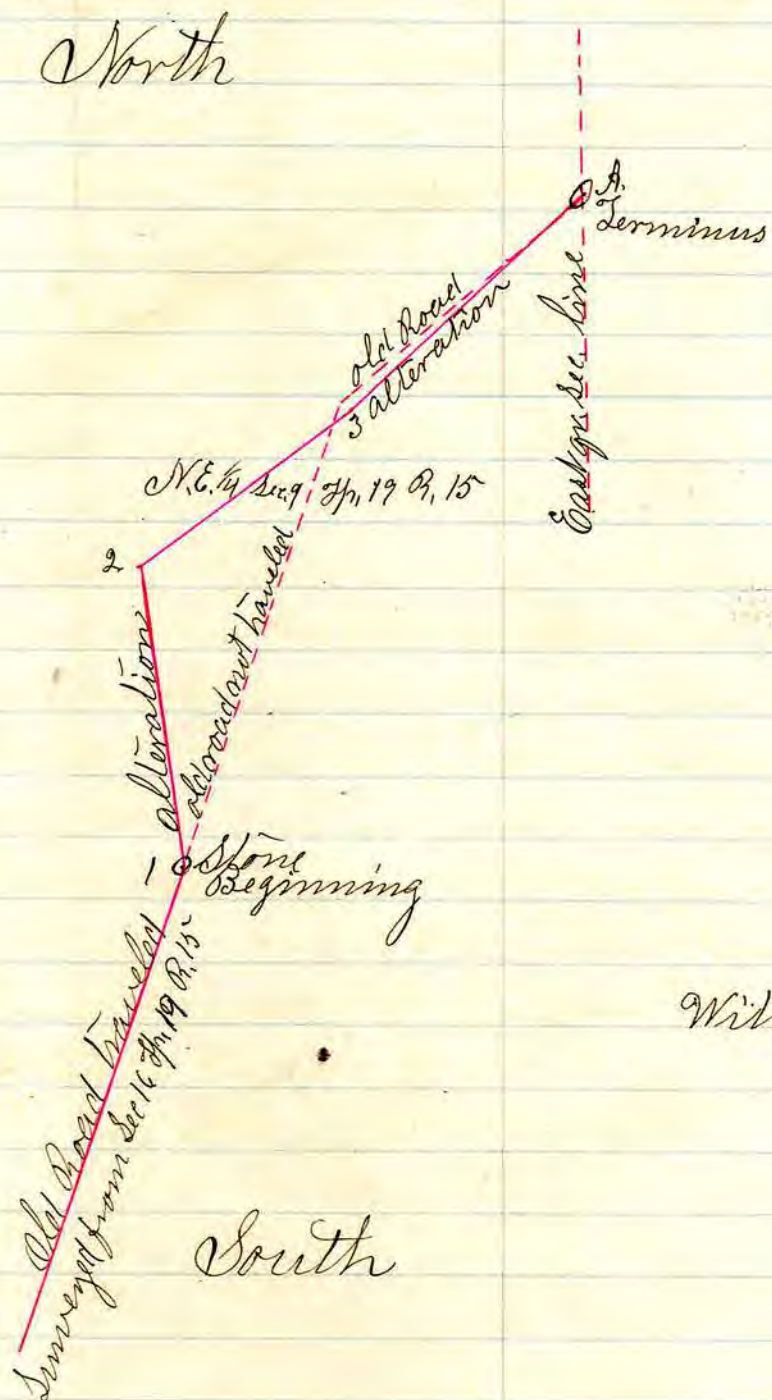 North
A.
Terminus
old Road
3 alteration
East qr. sec. line
N.E. 1/4 Sec. 9 Tp. 19 R. 15
2
alteration
old road not traveled
1 Stone
Beginning
Old Road traveled
Surveyed from Sec 16 Tp. 19 R. 15
South